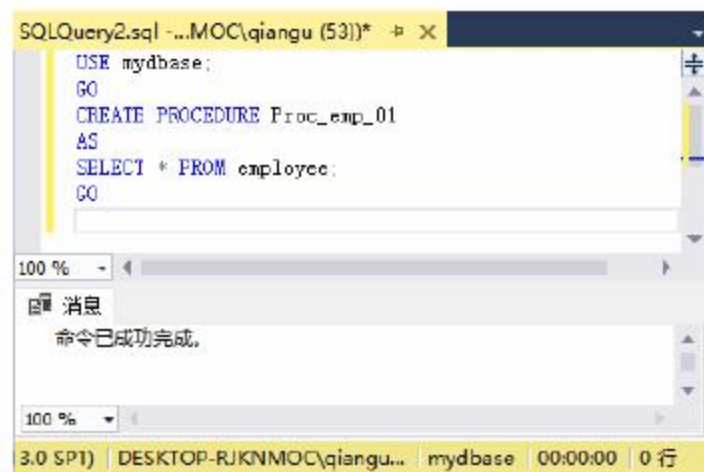 SQLQuery2.sql -...MOC\qiangu (53))*
USE mydbase;
GO
CREATE PROCEDURE Proc_emp_01
AS
SELECT * FROM employee;
GO
100 %
消息
命令已成功完成。
100 %
3.0 SP1) DESKTOP-RJKNMOC\qiangu... mydbase 00:00:00 0 行